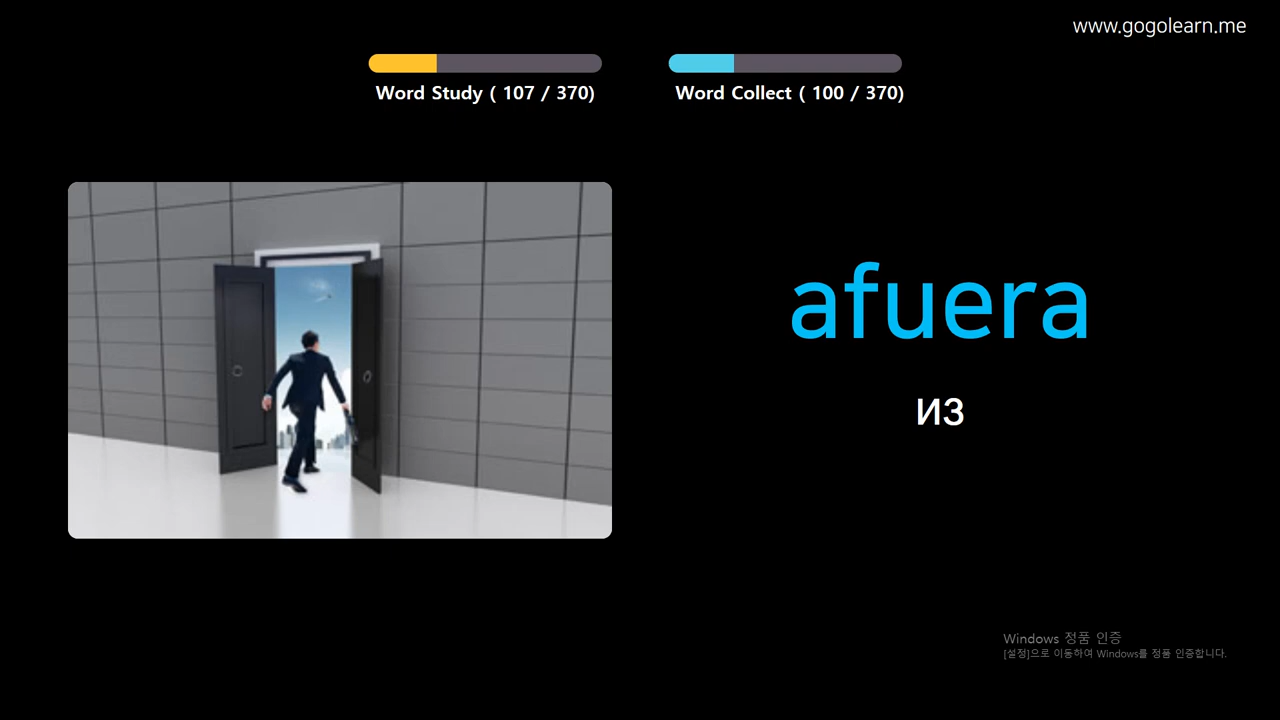 www.gogolearn.me
Word Study ( 107 / 370)
Word Collect ( 100 / 370)
afuera
из
Windows 정품 인증
[설정]으로 이동하여 Windows를 정품 인증합니다.